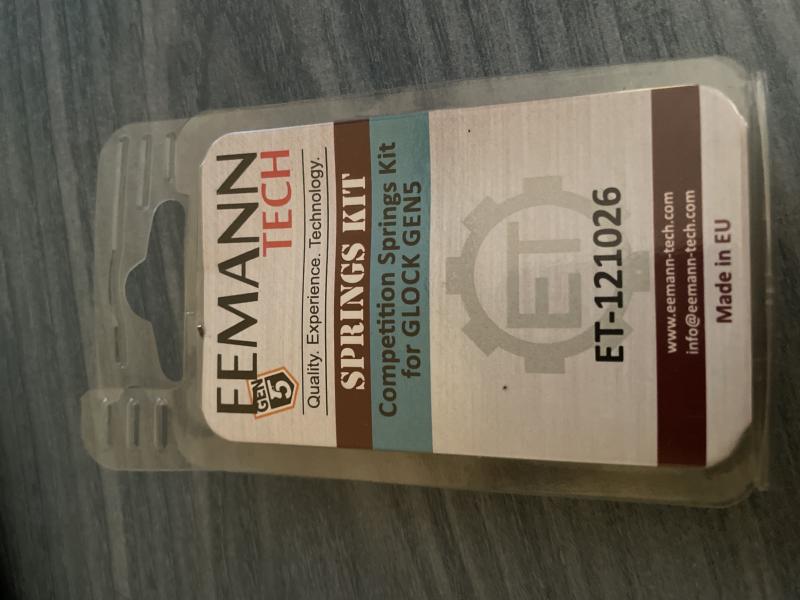 EEMANN
TECH
GEN
5
Quality. Experience. Technology.
SPRINGS KIT
Competition Springs Kit
for GLOCK GEN5
ET
ET-121026
www.eemann-tech.com
info@eemann-tech.com
Made in EU